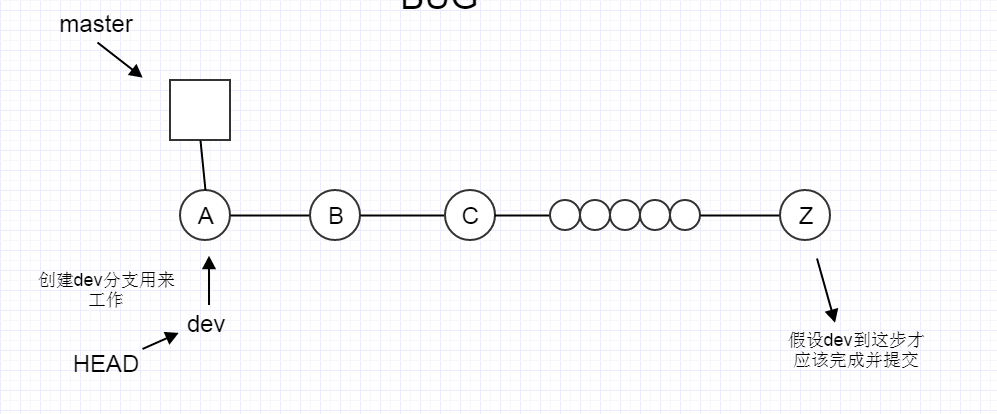 BUG
master
A
B
C
Z
创建dev分支用来
工作
dev
HEAD
假设dev到这步才
应该完成并提交